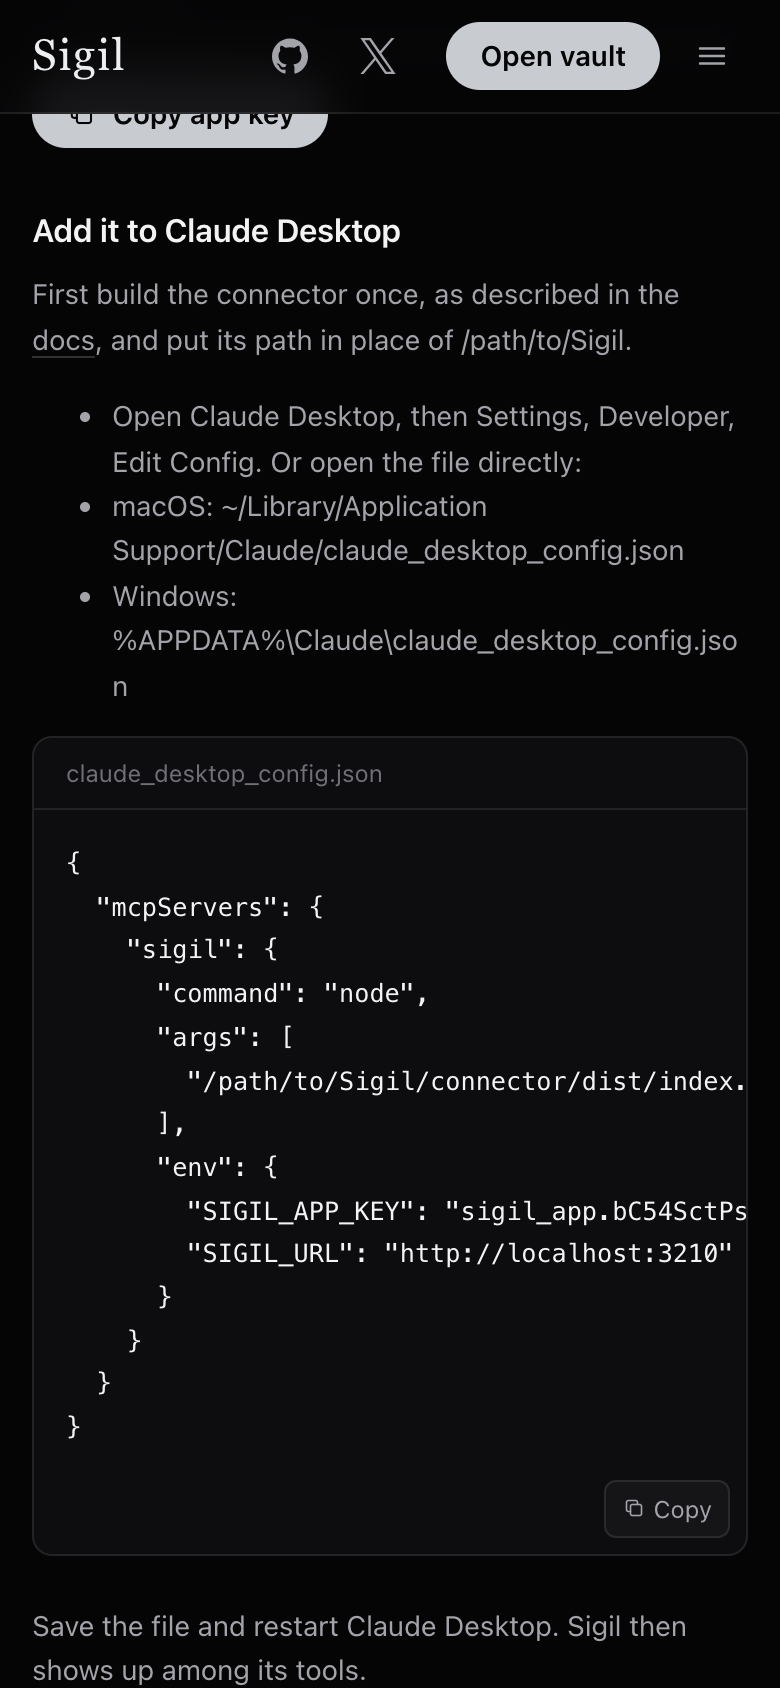 Sigil
Open vault
Copy app key
Add it to Claude Desktop
First build the connector once, as described in the
docs, and put its path in place of /path/to/Sigil.
Open Claude Desktop, then Settings, Developer,
Edit Config. Or open the file directly:
macOS: ~/Library/Application
Support/Claude/claude_desktop_config.json
Windows:
%APPDATA%\Claude\claude_desktop_config.jso
n
claude_desktop_config.json
{
"mcpServers": {
"sigil": {
"command": "node",
"args": [
"/path/to/Sigil/connector/dist/index.
],
"env": {
"SIGIL_APP_KEY": "sigil_app.bC54SctPs
"SIGIL_URL": "http://localhost:3210"
}
}
}
}
Copy
Save the file and restart Claude Desktop. Sigil then
shows up among its tools.